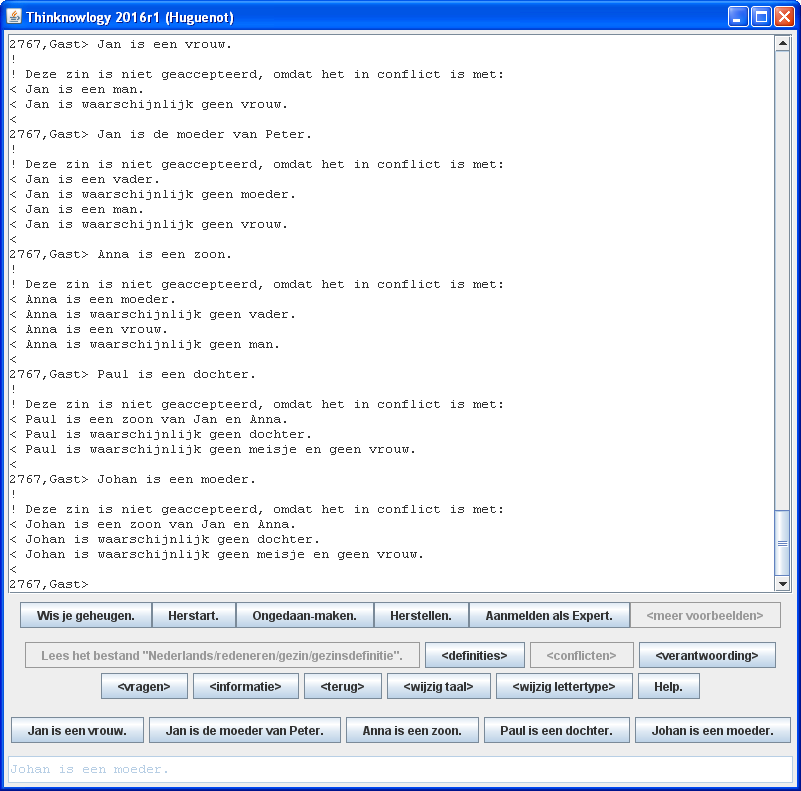 Thinknowlogy 2016r1 (Huguenot)
2767,Gast> Jan is een vrouw.
!
! Deze zin is niet geaccepteerd, omdat het in conflict is met:
< Jan is een man.
< Jan is waarschijnlijk geen vrouw.
<
2767,Gast> Jan is de moeder van Peter.
!
! Deze zin is niet geaccepteerd, omdat het in conflict is met:
< Jan is een vader.
< Jan is waarschijnlijk geen moeder.
< Jan is een man.
< Jan is waarschijnlijk geen vrouw.
<
2767,Gast> Anna is een zoon.
!
! Deze zin is niet geaccepteerd, omdat het in conflict is met:
< Anna is een moeder.
< Anna is waarschijnlijk geen vader.
< Anna is een vrouw.
< Anna is waarschijnlijk geen man.
<
2767,Gast> Paul is een dochter.
!
! Deze zin is niet geaccepteerd, omdat het in conflict is met:
< Paul is een zoon van Jan en Anna.
< Paul is waarschijnlijk geen dochter.
< Paul is waarschijnlijk geen meisje en geen vrouw.
<
2767,Gast> Johan is een moeder.
!
! Deze zin is niet geaccepteerd, omdat het in conflict is met:
< Johan is een zoon van Jan en Anna.
< Johan is waarschijnlijk geen dochter.
< Johan is waarschijnlijk geen meisje en geen vrouw.
<
2767,Gast>
Wis je geheugen. Herstart. Ongedaan-maken. Herstellen. Aanmelden als Expert. <meer voorbeelden>
Lees het bestand "Nederlands/redeneren/gezin/gezinsdefinitie". <definities> <conflicten> <verantwoording>
<vragen> <informatie> <terug> <wijzig taal> <wijzig lettertype> Help.
Jan is een vrouw. Jan is de moeder van Peter. Anna is een zoon. Paul is een dochter. Johan is een moeder.
Johan is een moeder.